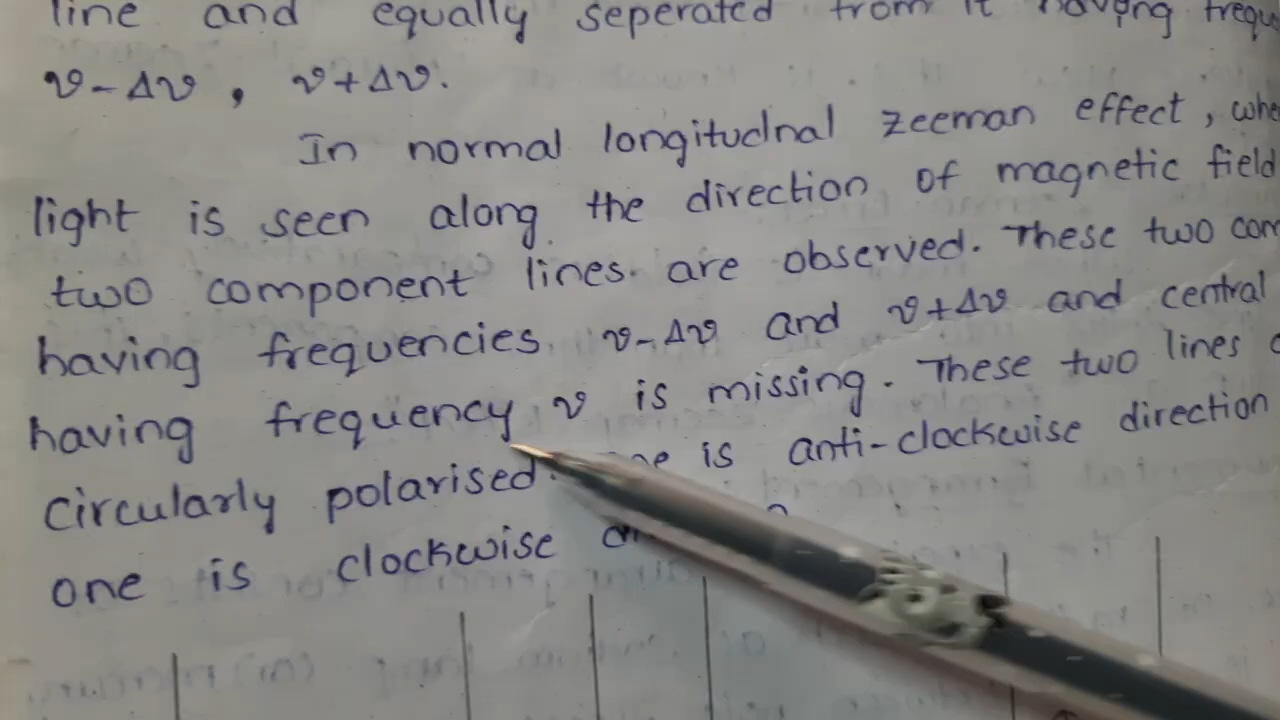 line and equally seperated from it having
ν-Δν, ν+Δν.
In normal longitudnal zeeman effect,
light is seen along the direction of magnetic field
two component lines are observed. These two
having frequencies ν-Δν and ν+Δν and central
having frequency ν is missing. These two lines
circularly polarised. is anti-clockwise direction
one is clockwise